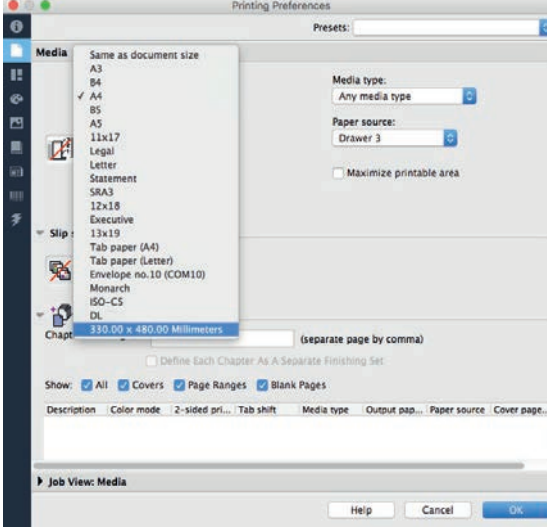 Printing Preferences
Presets:
Media
Same as document size
A3
B4
✓ A4
B5
A5
11x17
Legal
Letter
Statement
SRA3
12x18
Executive
13x19
Tab paper (A4)
Tab paper (Letter)
Envelope no.10 (COM10)
Monarch
ISO-C5
DL
330.00 x 480.00 Millimeters
Media type:
Any media type
Paper source:
Drawer 3
Maximize printable area
Slip
Chapt
(separate page by comma)
Define Each Chapter As A Separate Finishing Set
Show: All Covers Page Ranges Blank Pages
Description Color mode 2-sided pri... Tab shift Media type Output pap... Paper source Cover page...
Job View: Media
Help Cancel OK